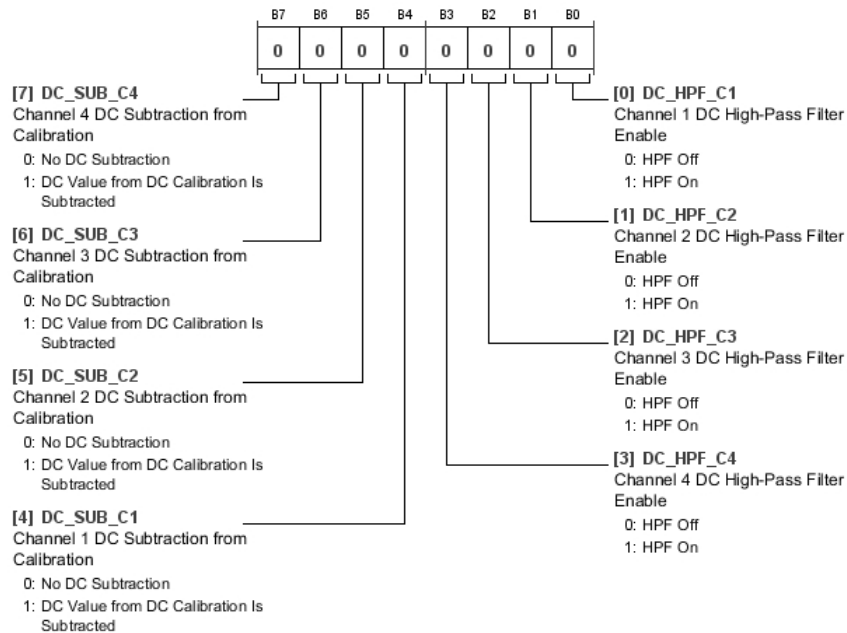 B7 B6 B5 B4 B3 B2 B1 B0
0 0 0 0 0 0 0 0
[7] DC_SUB_C4
Channel 4 DC Subtraction from
Calibration
0: No DC Subtraction
1: DC Value from DC Calibration Is
Subtracted
[6] DC_SUB_C3
Channel 3 DC Subtraction from
Calibration
0: No DC Subtraction
1: DC Value from DC Calibration Is
Subtracted
[5] DC_SUB_C2
Channel 2 DC Subtraction from
Calibration
0: No DC Subtraction
1: DC Value from DC Calibration Is
Subtracted
[4] DC_SUB_C1
Channel 1 DC Subtraction from
Calibration
0: No DC Subtraction
1: DC Value from DC Calibration Is
Subtracted
[0] DC_HPF_C1
Channel 1 DC High-Pass Filter
Enable
0: HPF Off
1: HPF On
[1] DC_HPF_C2
Channel 2 DC High-Pass Filter
Enable
0: HPF Off
1: HPF On
[2] DC_HPF_C3
Channel 3 DC High-Pass Filter
Enable
0: HPF Off
1: HPF On
[3] DC_HPF_C4
Channel 4 DC High-Pass Filter
Enable
0: HPF Off
1: HPF On